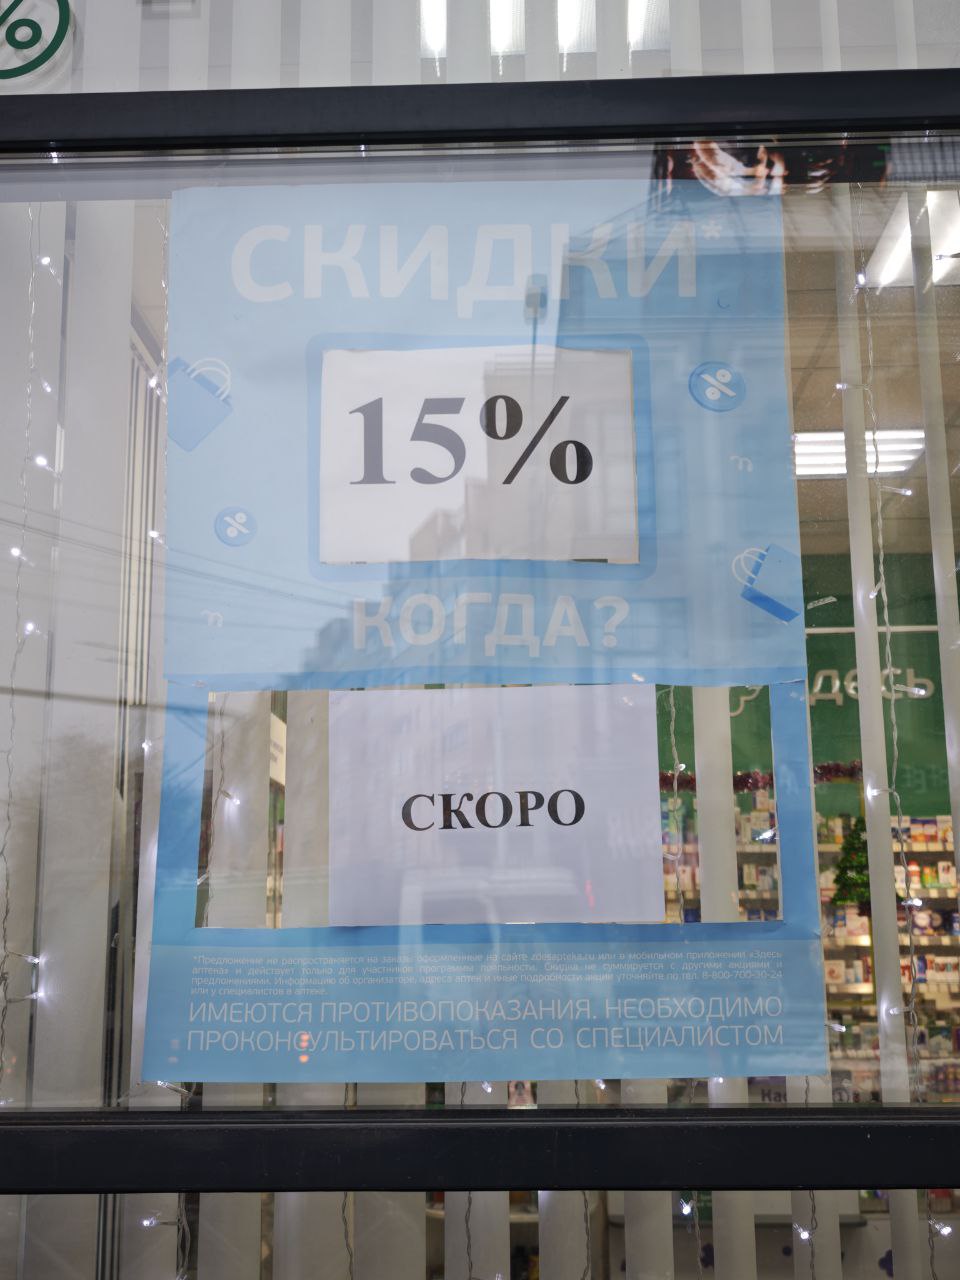 %
СКИДКИ*
15%
КОГДА?
СКОРО
десь
*Предложение не распространяется на заказы оформленные на сайте zdesapteka.ru или в мобильном приложении «Здесь
аптека» и действует только для участников программы лояльности. Скидка не суммируется с другими акциями и
предложениями. Информацию об организаторе, адреса аптек и иные подробности акции уточняйте по тел. 8-800-700-30-24
или у специалистов в аптеке.
ИМЕЮТСЯ ПРОТИВОПОКАЗАНИЯ. НЕОБХОДИМО
ПРОКОНСУЛЬТИРОВАТЬСЯ СО СПЕЦИАЛИСТОМ